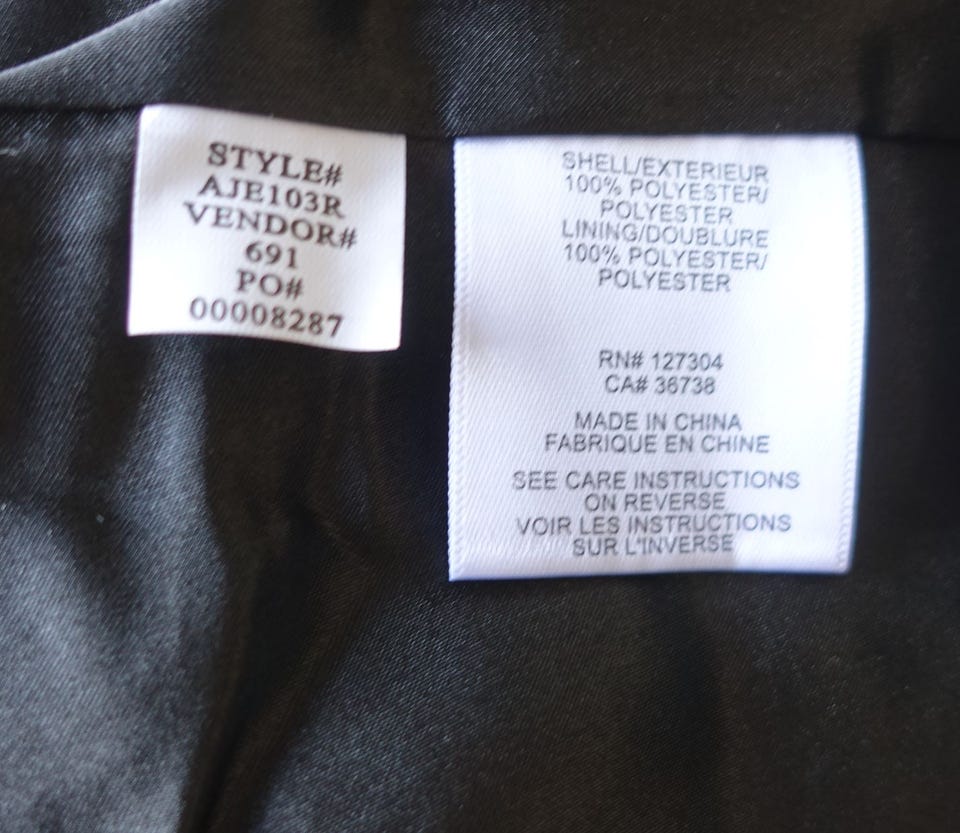 STYLE#
AJE103R
VENDOR#
691
PO#
00008287
SHELL/EXTERIEUR
100% POLYESTER/
POLYESTER
LINING/DOUBLURE
100% POLYESTER/
POLYESTER
RN# 127304
CA# 36738
MADE IN CHINA
FABRIQUE EN CHINE
SEE CARE INSTRUCTIONS
ON REVERSE
VOIR LES INSTRUCTIONS
SUR L'INVERSE